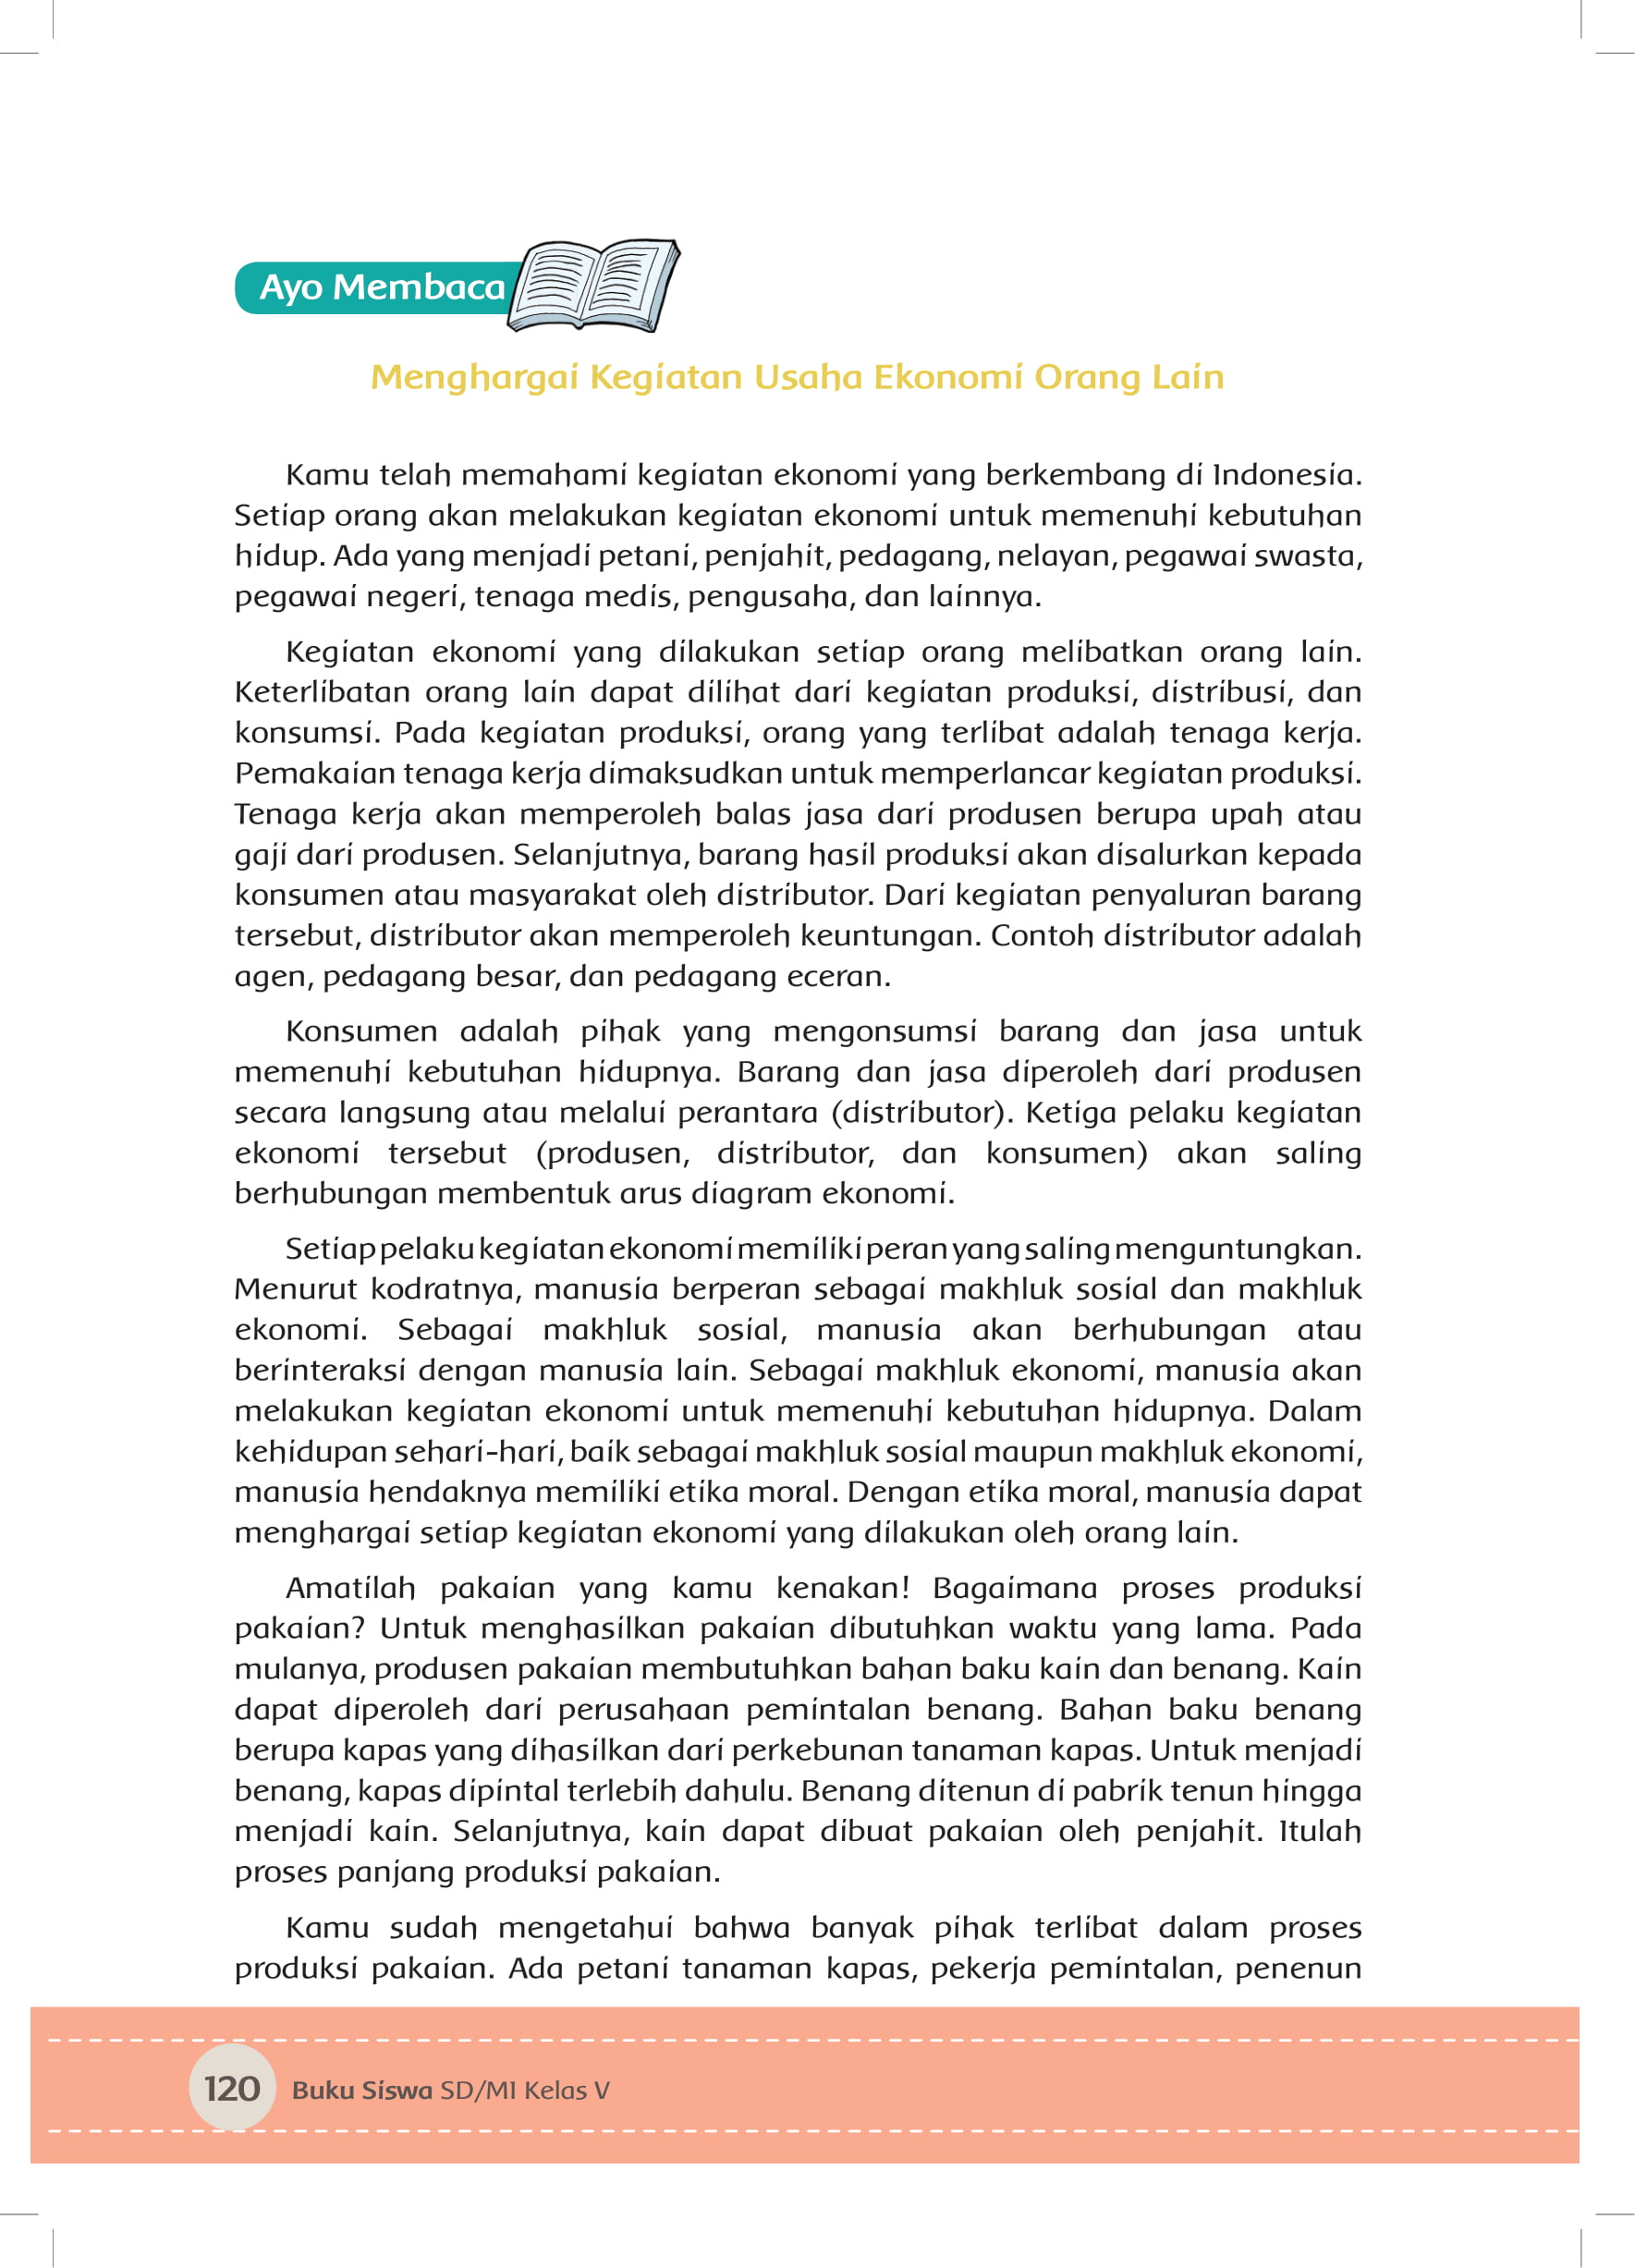 Ayo Membaca
Menghargai Kegiatan Usaha Ekonomi Orang Lain
Kamu telah memahami kegiatan ekonomi yang berkembang di Indonesia.
Setiap orang akan melakukan kegiatan ekonomi untuk memenuhi kebutuhan
hidup. Ada yang menjadi petani, penjahit, pedagang, nelayan, pegawai swasta,
pegawai negeri, tenaga medis, pengusaha, dan lainnya.
Kegiatan ekonomi yang dilakukan setiap orang melibatkan orang lain.
Keterlibatan orang lain dapat dilihat dari kegiatan produksi, distribusi, dan
konsumsi. Pada kegiatan produksi, orang yang terlibat adalah tenaga kerja.
Pemakaian tenaga kerja dimaksudkan untuk memperlancar kegiatan produksi.
Tenaga kerja akan memperoleh balas jasa dari produsen berupa upah atau
gaji dari produsen. Selanjutnya, barang hasil produksi akan disalurkan kepada
konsumen atau masyarakat oleh distributor. Dari kegiatan penyaluran barang
tersebut, distributor akan memperoleh keuntungan. Contoh distributor adalah
agen, pedagang besar, dan pedagang eceran.
Konsumen adalah pihak yang mengonsumsi barang dan jasa untuk
memenuhi kebutuhan hidupnya. Barang dan jasa diperoleh dari produsen
secara langsung atau melalui perantara (distributor). Ketiga pelaku kegiatan
ekonomi tersebut (produsen, distributor, dan konsumen) akan saling
berhubungan membentuk arus diagram ekonomi.
Setiap pelaku kegiatan ekonomi memiliki peran yang saling menguntungkan.
Menurut kodratnya, manusia berperan sebagai makhluk sosial dan makhluk
ekonomi. Sebagai makhluk sosial, manusia akan berhubungan atau
berinteraksi dengan manusia lain. Sebagai makhluk ekonomi, manusia akan
melakukan kegiatan ekonomi untuk memenuhi kebutuhan hidupnya. Dalam
kehidupan sehari-hari, baik sebagai makhluk sosial maupun makhluk ekonomi,
manusia hendaknya memiliki etika moral. Dengan etika moral, manusia dapat
menghargai setiap kegiatan ekonomi yang dilakukan oleh orang lain.
Amatilah pakaian yang kamu kenakan! Bagaimana proses produksi
pakaian? Untuk menghasilkan pakaian dibutuhkan waktu yang lama. Pada
mulanya, produsen pakaian membutuhkan bahan baku kain dan benang. Kain
dapat diperoleh dari perusahaan pemintalan benang. Bahan baku benang
berupa kapas yang dihasilkan dari perkebunan tanaman kapas. Untuk menjadi
benang, kapas dipintal terlebih dahulu. Benang ditenun di pabrik tenun hingga
menjadi kain. Selanjutnya, kain dapat dibuat pakaian oleh penjahit. Itulah
proses panjang produksi pakaian.
Kamu sudah mengetahui bahwa banyak pihak terlibat dalam proses
produksi pakaian. Ada petani tanaman kapas, pekerja pemintalan, penenun
120 Buku Siswa SD/MI Kelas V